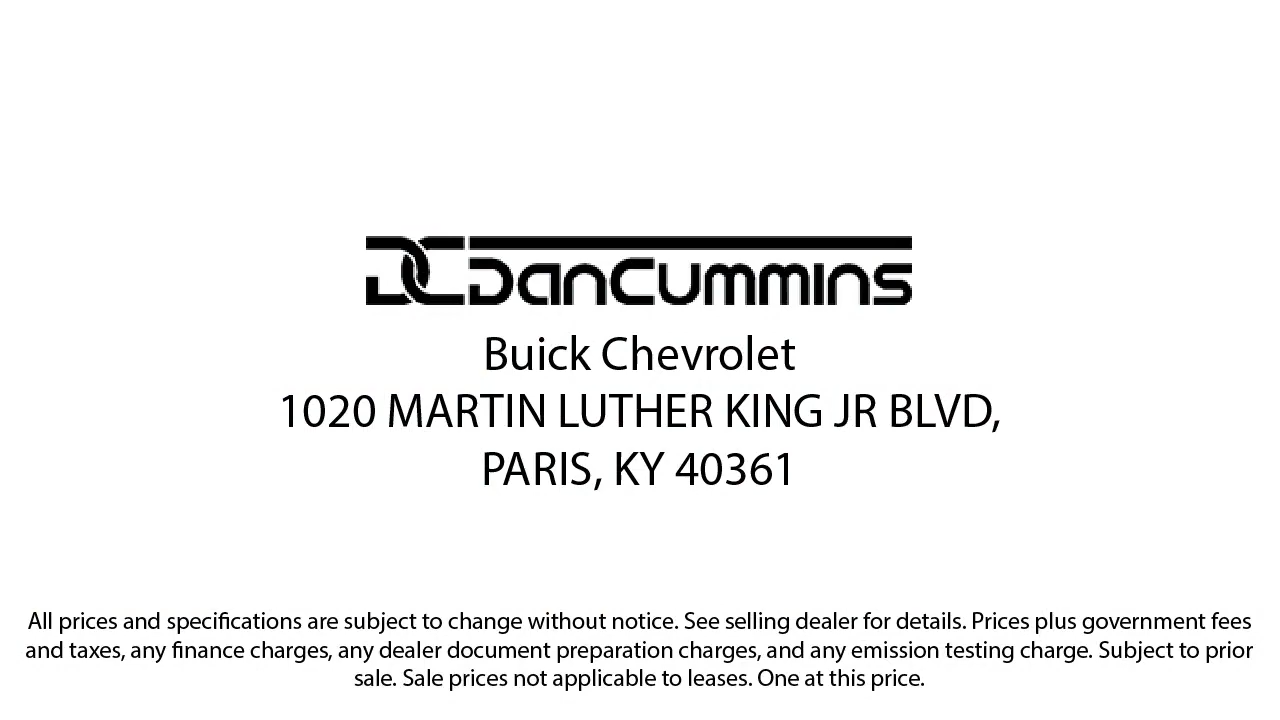 DC DanCummins
Buick Chevrolet
1020 MARTIN LUTHER KING JR BLVD,
PARIS, KY 40361
All prices and specifications are subject to change without notice. See selling dealer for details. Prices plus government fees
and taxes, any finance charges, any dealer document preparation charges, and any emission testing charge. Subject to prior
sale. Sale prices not applicable to leases. One at this price.